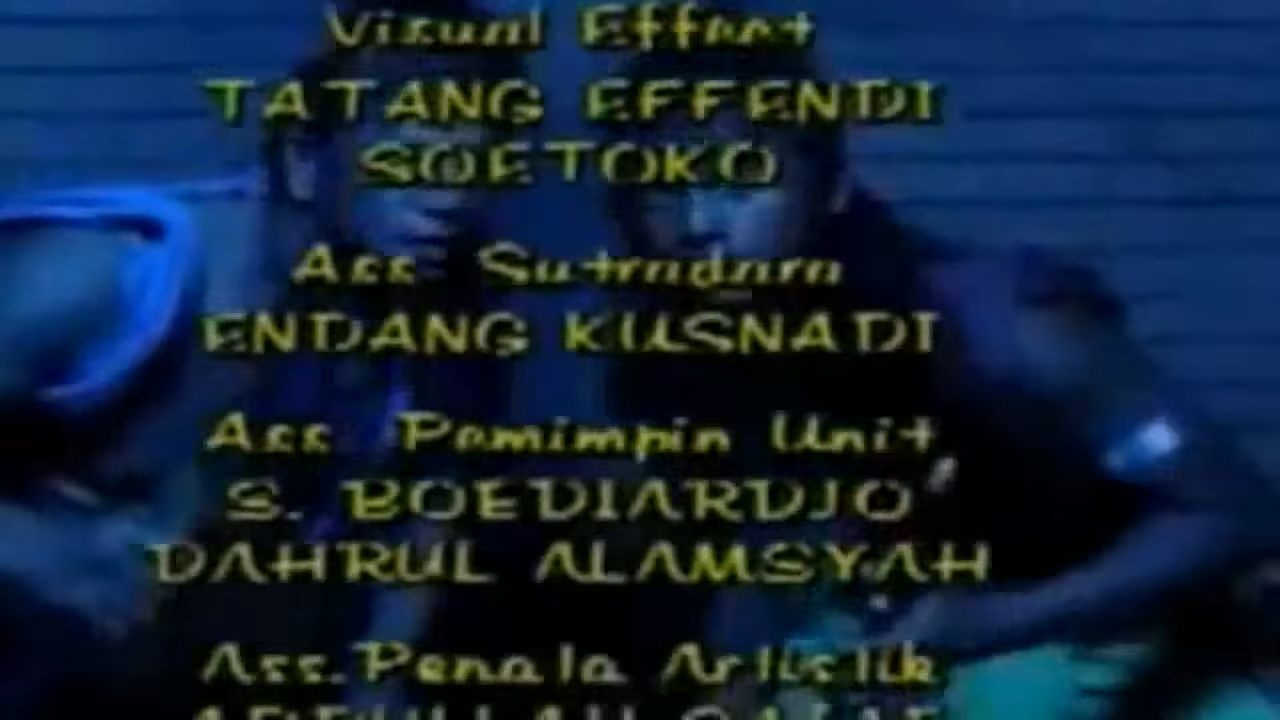 Visual Effect
TATANG EFFENDI
SOETOKO
Ass Sutradara
ENDANG KUSNADI
Ass Pemimpin Unit
S. BOEDIARDJO
DAHRUL ALAMSYAH
Ass. Penata Artistik